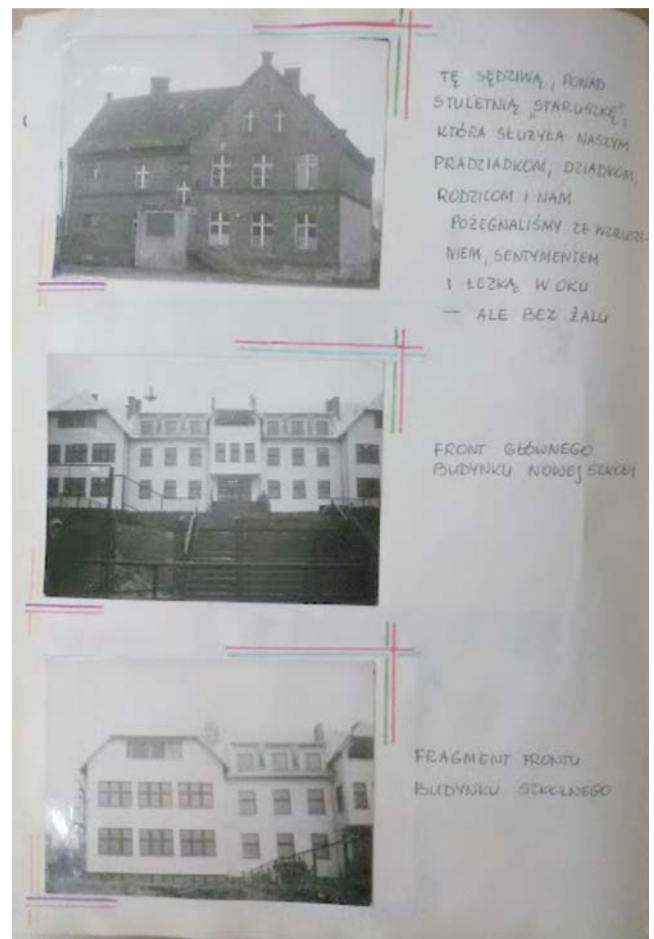 TĘ SĘDZIWĄ, PONAD
STULETNIĄ „STARUSZKĘ",
KTÓRA SŁUŻYŁA NASZYM
PRADZIADKOM, DZIADKOM,
RODZICOM I NAM
POŻEGNALIŚMY ZE WZRUSZE-
NIEM, SENTYMENTEM
I ŁEZKĄ W OKU
— ALE BEZ ŻALU
FRONT GŁÓWNEGO
BUDYNKU NOWEJ SZKOŁY
FRAGMENT FRONTU
BUDYNKU SZKOLNEGO